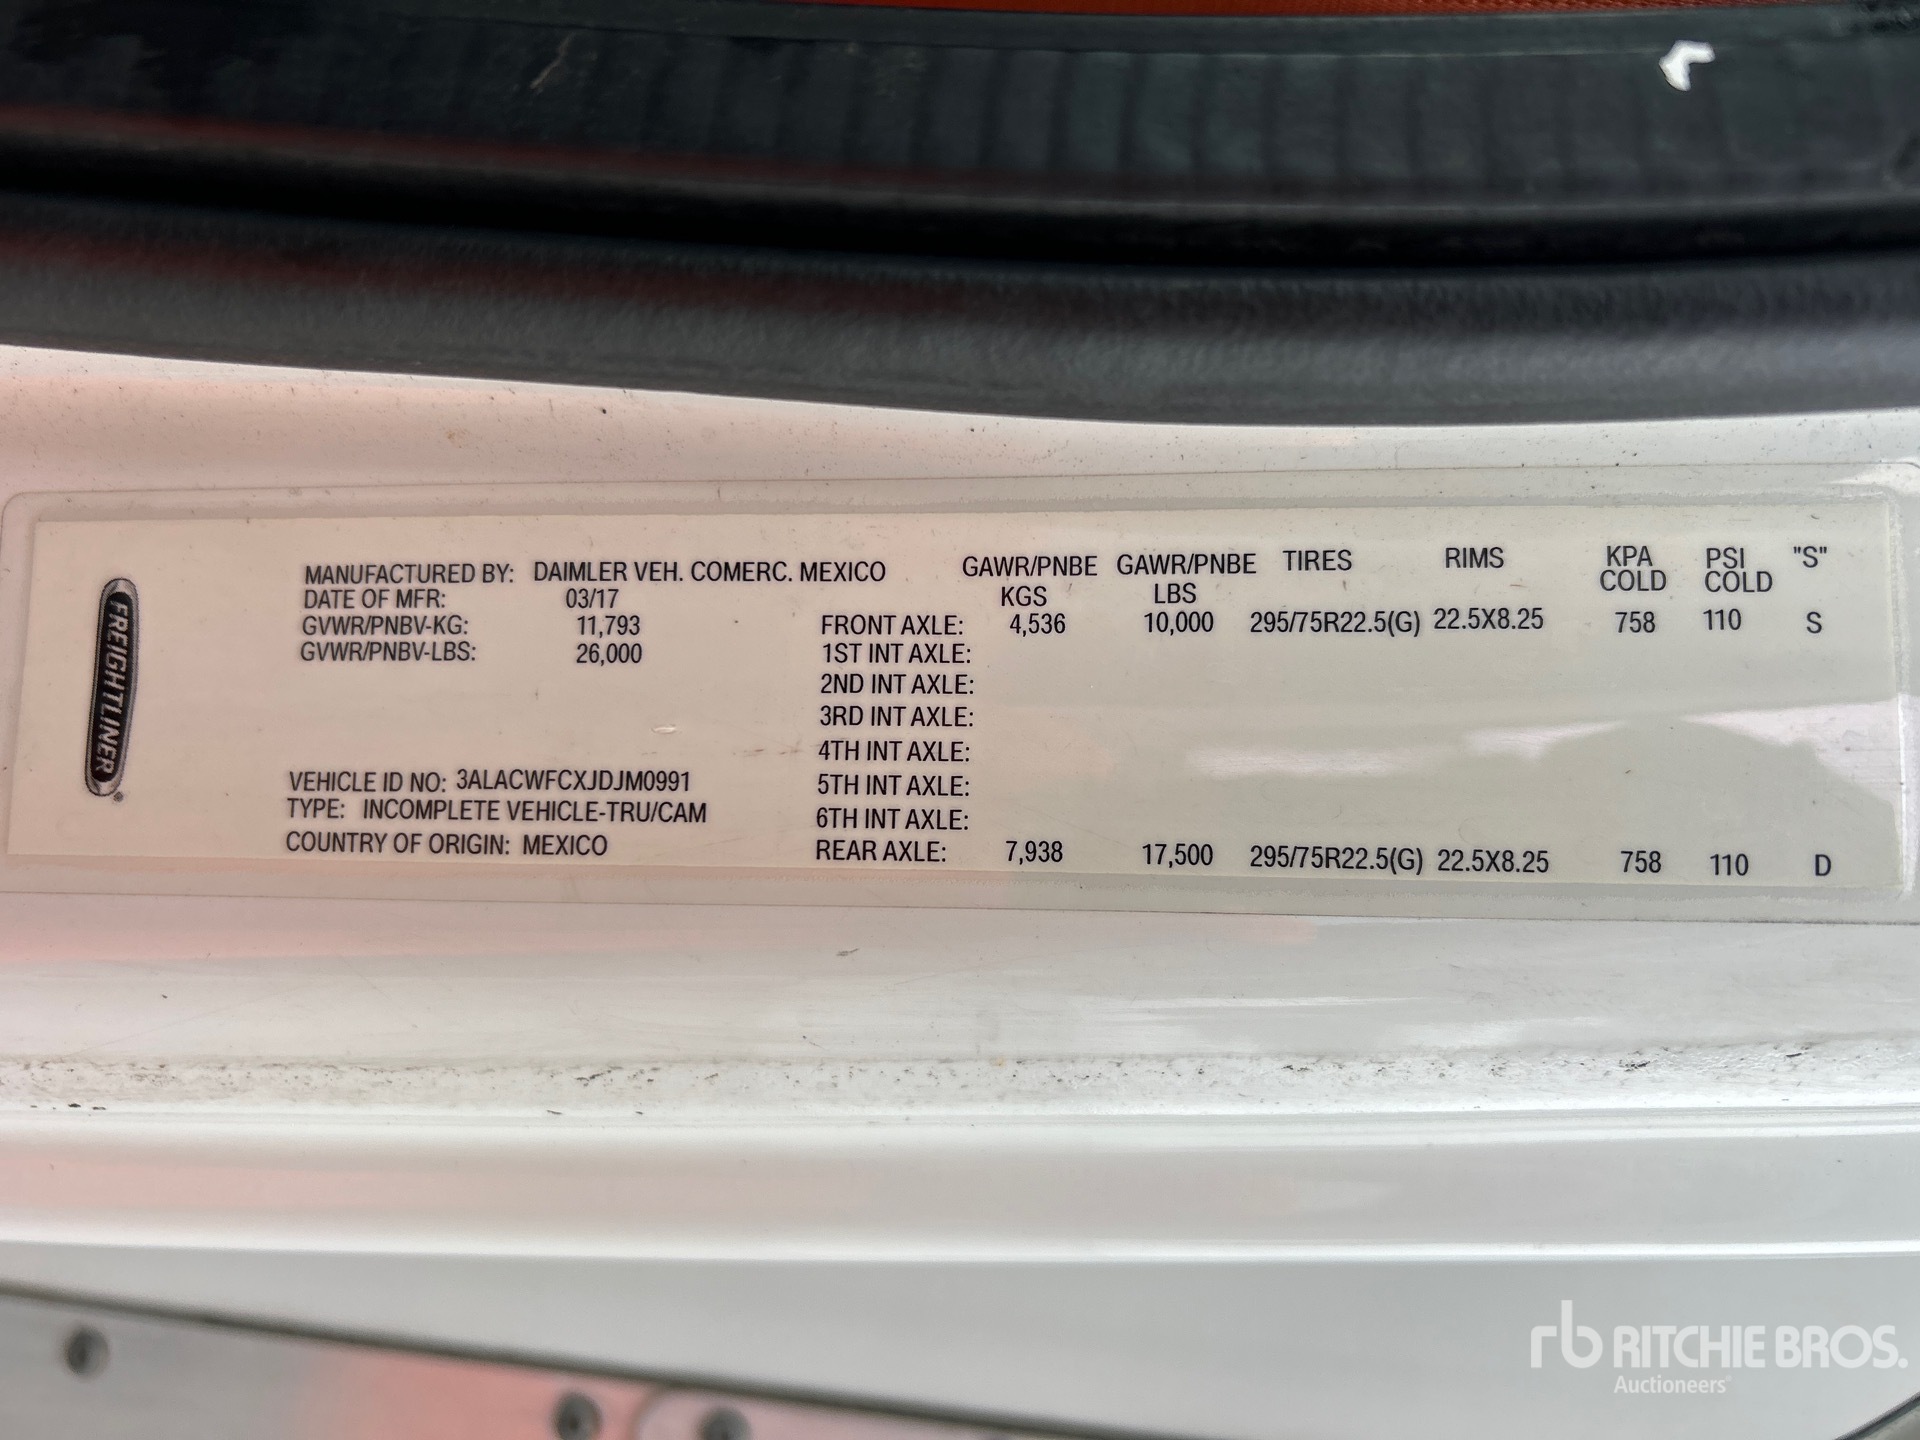 FREIGHTLINER®
MANUFACTURED BY: DAIMLER VEH. COMERC. MEXICO
DATE OF MFR: 03/17
GVWR/PNBV-KG: 11,793
GVWR/PNBV-LBS: 26,000
VEHICLE ID NO: 3ALACWFCXJDJM0991
TYPE: INCOMPLETE VEHICLE-TRU/CAM
COUNTRY OF ORIGIN: MEXICO
GAWR/PNBE GAWR/PNBE TIRES RIMS KPA PSI "S"
KGS LBS COLD COLD
FRONT AXLE: 4,536 10,000 295/75R22.5(G) 22.5X8.25 758 110 S
1ST INT AXLE:
2ND INT AXLE:
3RD INT AXLE:
4TH INT AXLE:
5TH INT AXLE:
6TH INT AXLE:
REAR AXLE: 7,938 17,500 295/75R22.5(G) 22.5X8.25 758 110 D
rb RITCHIE BROS.
Auctioneers